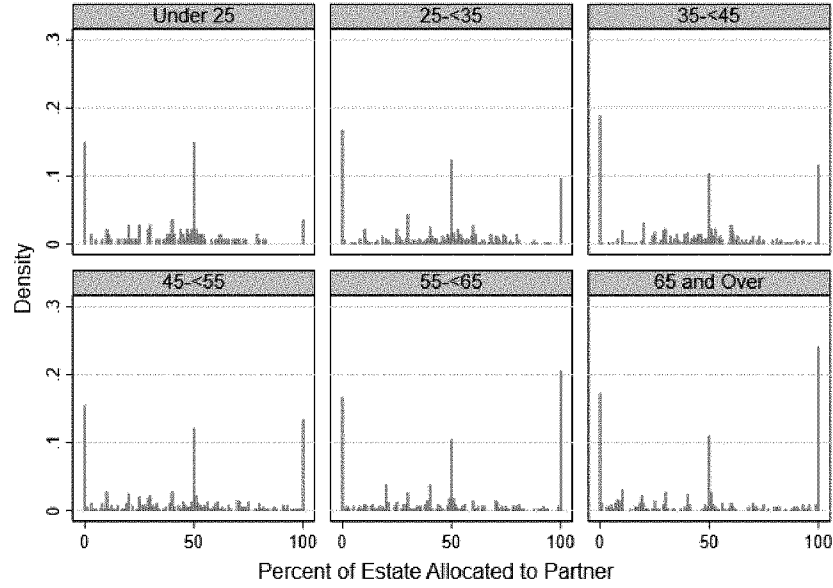 Under 25
25-<35
35-<45
.3
.2
.1
0
Density
45-<55
55-<65
65 and Over
.3
.2
.1
0
0 50 100
0 50 100
0 50 100
Percent of Estate Allocated to Partner